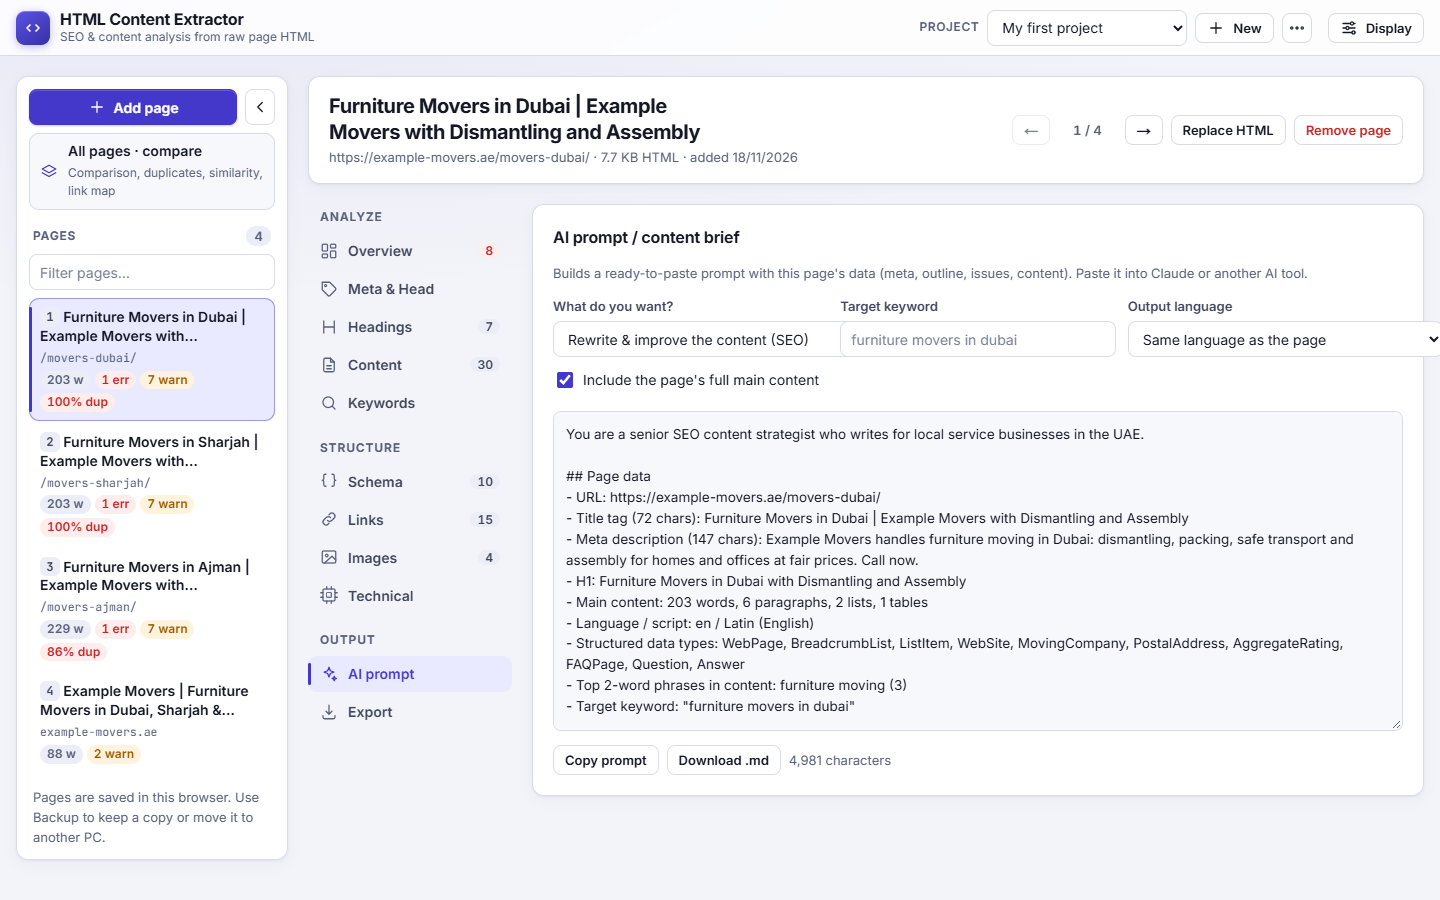 HTML Content Extractor
SEO & content analysis from raw page HTML
PROJECT
My first project
New
Display
Add page
All pages · compare
Comparison, duplicates, similarity,
link map
PAGES
4
Filter pages...
1 Furniture Movers in Dubai |
Example Movers with...
/movers-dubai/
203 w 1 err 7 warn
100% dup
2 Furniture Movers in Sharjah |
Example Movers with...
/movers-sharjah/
203 w 1 err 7 warn
100% dup
3 Furniture Movers in Ajman |
Example Movers with...
/movers-ajman/
229 w 1 err 7 warn
86% dup
4 Example Movers | Furniture
Movers in Dubai, Sharjah &...
example-movers.ae
88 w 2 warn
Pages are saved in this browser. Use
Backup to keep a copy or move it to
another PC.
Furniture Movers in Dubai | Example
Movers with Dismantling and Assembly
https://example-movers.ae/movers-dubai/ · 7.7 KB HTML · added 18/11/2026
← 1 / 4 → Replace HTML Remove page
ANALYZE
Overview 8
Meta & Head
Headings 7
Content 30
Keywords
STRUCTURE
Schema 10
Links 15
Images 4
Technical
OUTPUT
AI prompt
Export
AI prompt / content brief
Builds a ready-to-paste prompt with this page's data (meta, outline, issues, content). Paste it into Claude or another AI tool.
What do you want?
Rewrite & improve the content (SEO)
Target keyword
furniture movers in dubai
Output language
Same language as the page
Include the page's full main content
You are a senior SEO content strategist who writes for local service businesses in the UAE.
## Page data
- URL: https://example-movers.ae/movers-dubai/
- Title tag (72 chars): Furniture Movers in Dubai | Example Movers with Dismantling and Assembly
- Meta description (147 chars): Example Movers handles furniture moving in Dubai: dismantling, packing, safe transport and
assembly for homes and offices at fair prices. Call now.
- H1: Furniture Movers in Dubai with Dismantling and Assembly
- Main content: 203 words, 6 paragraphs, 2 lists, 1 tables
- Language / script: en / Latin (English)
- Structured data types: WebPage, BreadcrumbList, ListItem, WebSite, MovingCompany, PostalAddress, AggregateRating,
FAQPage, Question, Answer
- Top 2-word phrases in content: furniture moving (3)
- Target keyword: "furniture movers in dubai"
Copy prompt Download .md 4,981 characters